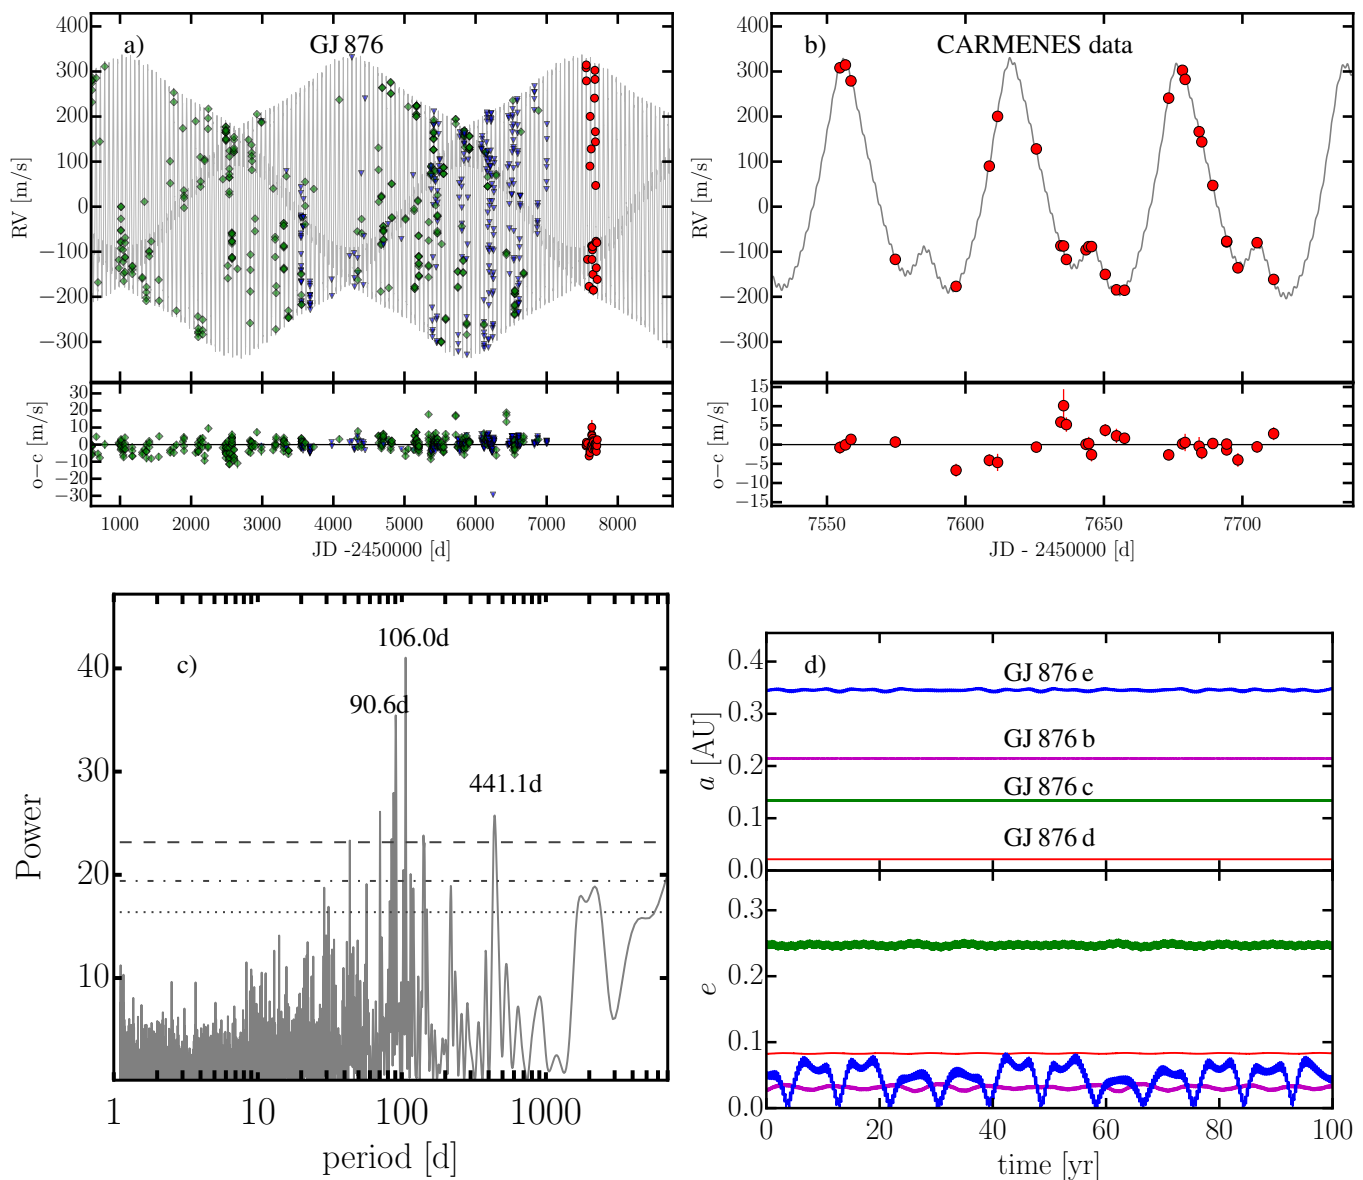 a) GJ 876
400
300
200
100
0
−100
−200
−300
RV [m/s]
30
20
10
0
−10
−20
−30
o−c [m/s]
1000 2000 3000 4000 5000 6000 7000 8000
JD -2450000 [d]
b) CARMENES data
400
300
200
100
0
−100
−200
−300
RV [m/s]
15
10
5
0
−5
−10
−15
o−c [m/s]
7550 7600 7650 7700
JD - 2450000 [d]
c)
106.0d
90.6d
441.1d
40
30
20
10
Power
1 10 100 1000
period [d]
d)
GJ 876 e
GJ 876 b
GJ 876 c
GJ 876 d
0.4
0.3
0.2
0.1
0.0
a [AU]
0.3
0.2
0.1
0.0
e
0 20 40 60 80 100
time [yr]